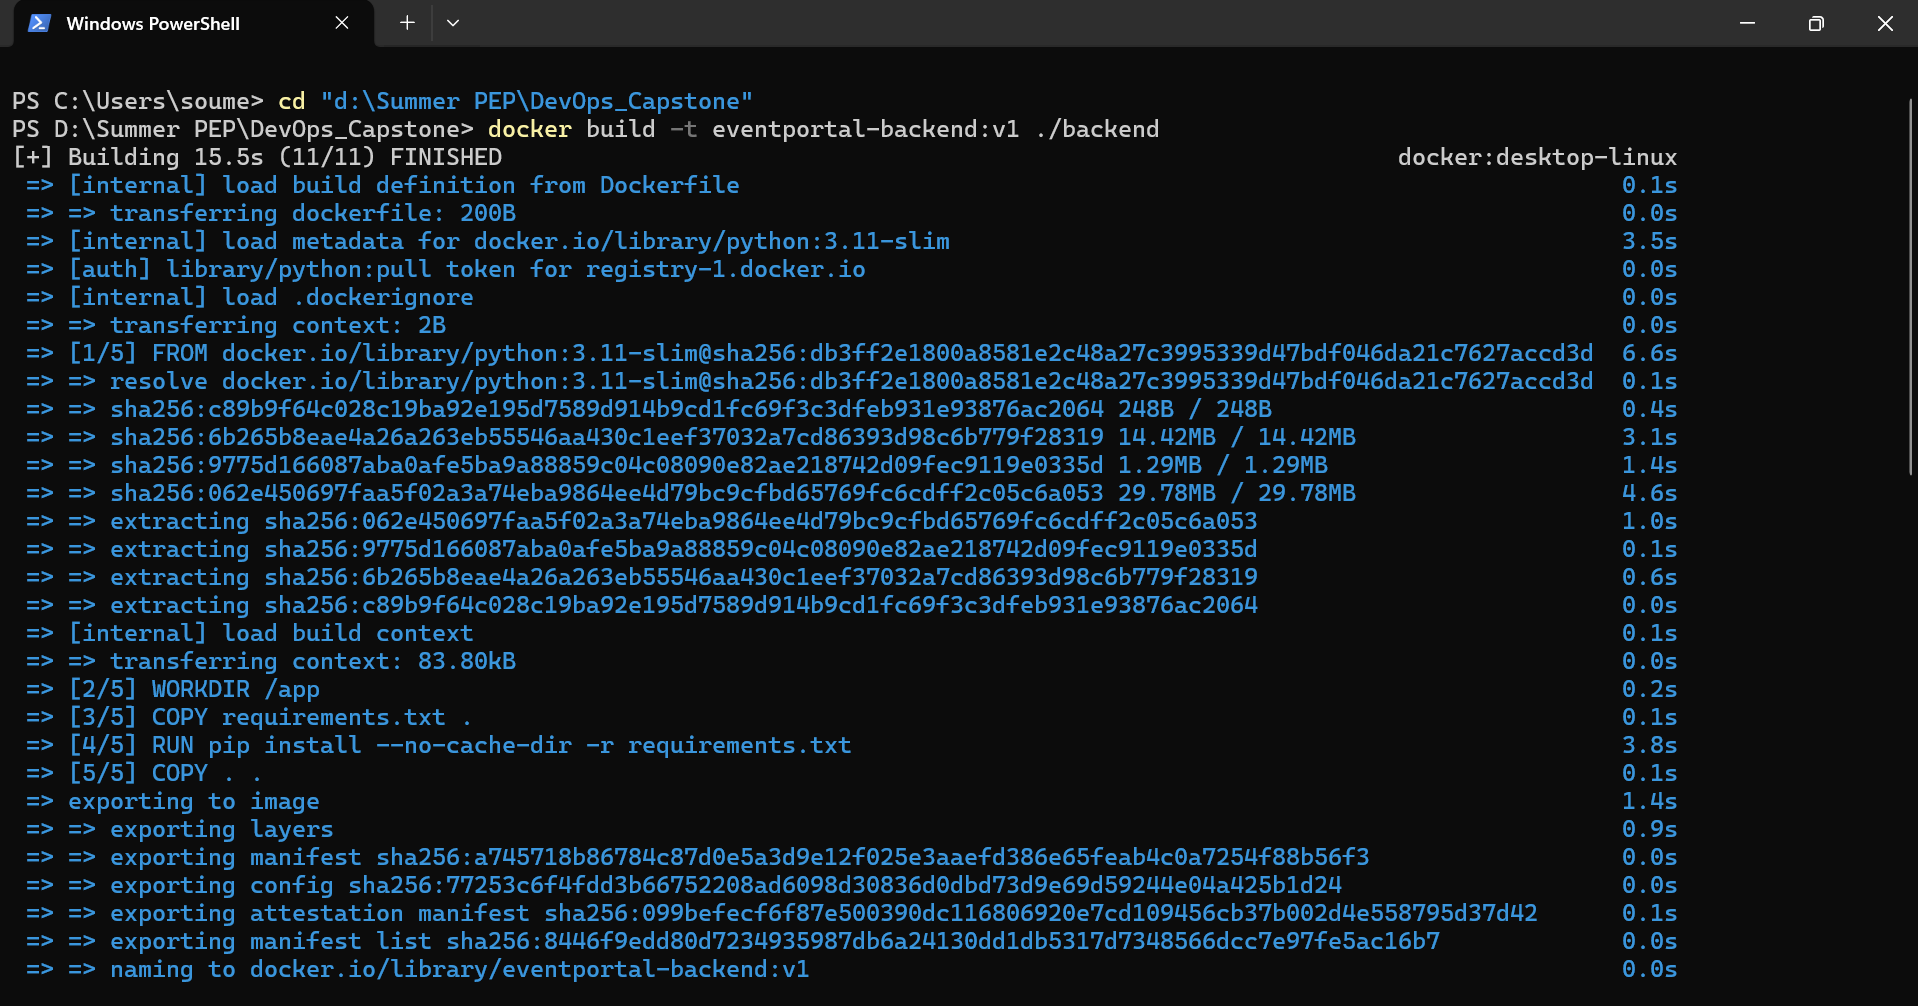 Windows PowerShell
PS C:\Users\soume> cd "d:\Summer PEP\DevOps_Capstone"
PS D:\Summer PEP\DevOps_Capstone> docker build -t eventportal-backend:v1 ./backend
[+] Building 15.5s (11/11) FINISHED docker:desktop-linux
=> [internal] load build definition from Dockerfile 0.1s
=> => transferring dockerfile: 200B 0.0s
=> [internal] load metadata for docker.io/library/python:3.11-slim 3.5s
=> [auth] library/python:pull token for registry-1.docker.io 0.0s
=> [internal] load .dockerignore 0.0s
=> => transferring context: 2B 0.0s
=> [1/5] FROM docker.io/library/python:3.11-slim@sha256:db3ff2e1800a8581e2c48a27c3995339d47bdf046da21c7627accd3d 6.6s
=> => resolve docker.io/library/python:3.11-slim@sha256:db3ff2e1800a8581e2c48a27c3995339d47bdf046da21c7627accd3d 0.1s
=> => sha256:c89b9f64c028c19ba92e195d7589d914b9cd1fc69f3c3dfeb931e93876ac2064 248B / 248B 0.4s
=> => sha256:6b265b8eae4a26a263eb55546aa430c1eef37032a7cd86393d98c6b779f28319 14.42MB / 14.42MB 3.1s
=> => sha256:9775d166087aba0afe5ba9a88859c04c08090e82ae218742d09fec9119e0335d 1.29MB / 1.29MB 1.4s
=> => sha256:062e450697faa5f02a3a74eba9864ee4d79bc9cfbd65769fc6cdff2c05c6a053 29.78MB / 29.78MB 4.6s
=> => extracting sha256:062e450697faa5f02a3a74eba9864ee4d79bc9cfbd65769fc6cdff2c05c6a053 1.0s
=> => extracting sha256:9775d166087aba0afe5ba9a88859c04c08090e82ae218742d09fec9119e0335d 0.1s
=> => extracting sha256:6b265b8eae4a26a263eb55546aa430c1eef37032a7cd86393d98c6b779f28319 0.6s
=> => extracting sha256:c89b9f64c028c19ba92e195d7589d914b9cd1fc69f3c3dfeb931e93876ac2064 0.0s
=> [internal] load build context 0.1s
=> => transferring context: 83.80kB 0.0s
=> [2/5] WORKDIR /app 0.2s
=> [3/5] COPY requirements.txt . 0.1s
=> [4/5] RUN pip install --no-cache-dir -r requirements.txt 3.8s
=> [5/5] COPY . . 0.1s
=> exporting to image 1.4s
=> => exporting layers 0.9s
=> => exporting manifest sha256:a745718b86784c87d0e5a3d9e12f025e3aaefd386e65feab4c0a7254f88b56f3 0.0s
=> => exporting config sha256:77253c6f4fdd3b66752208ad6098d30836d0dbd73d9e69d59244e04a425b1d24 0.0s
=> => exporting attestation manifest sha256:099befecf6f87e500390dc116806920e7cd109456cb37b002d4e558795d37d42 0.1s
=> => exporting manifest list sha256:8446f9edd80d7234935987db6a24130dd1db5317d7348566dcc7e97fe5ac16b7 0.0s
=> => naming to docker.io/library/eventportal-backend:v1 0.0s